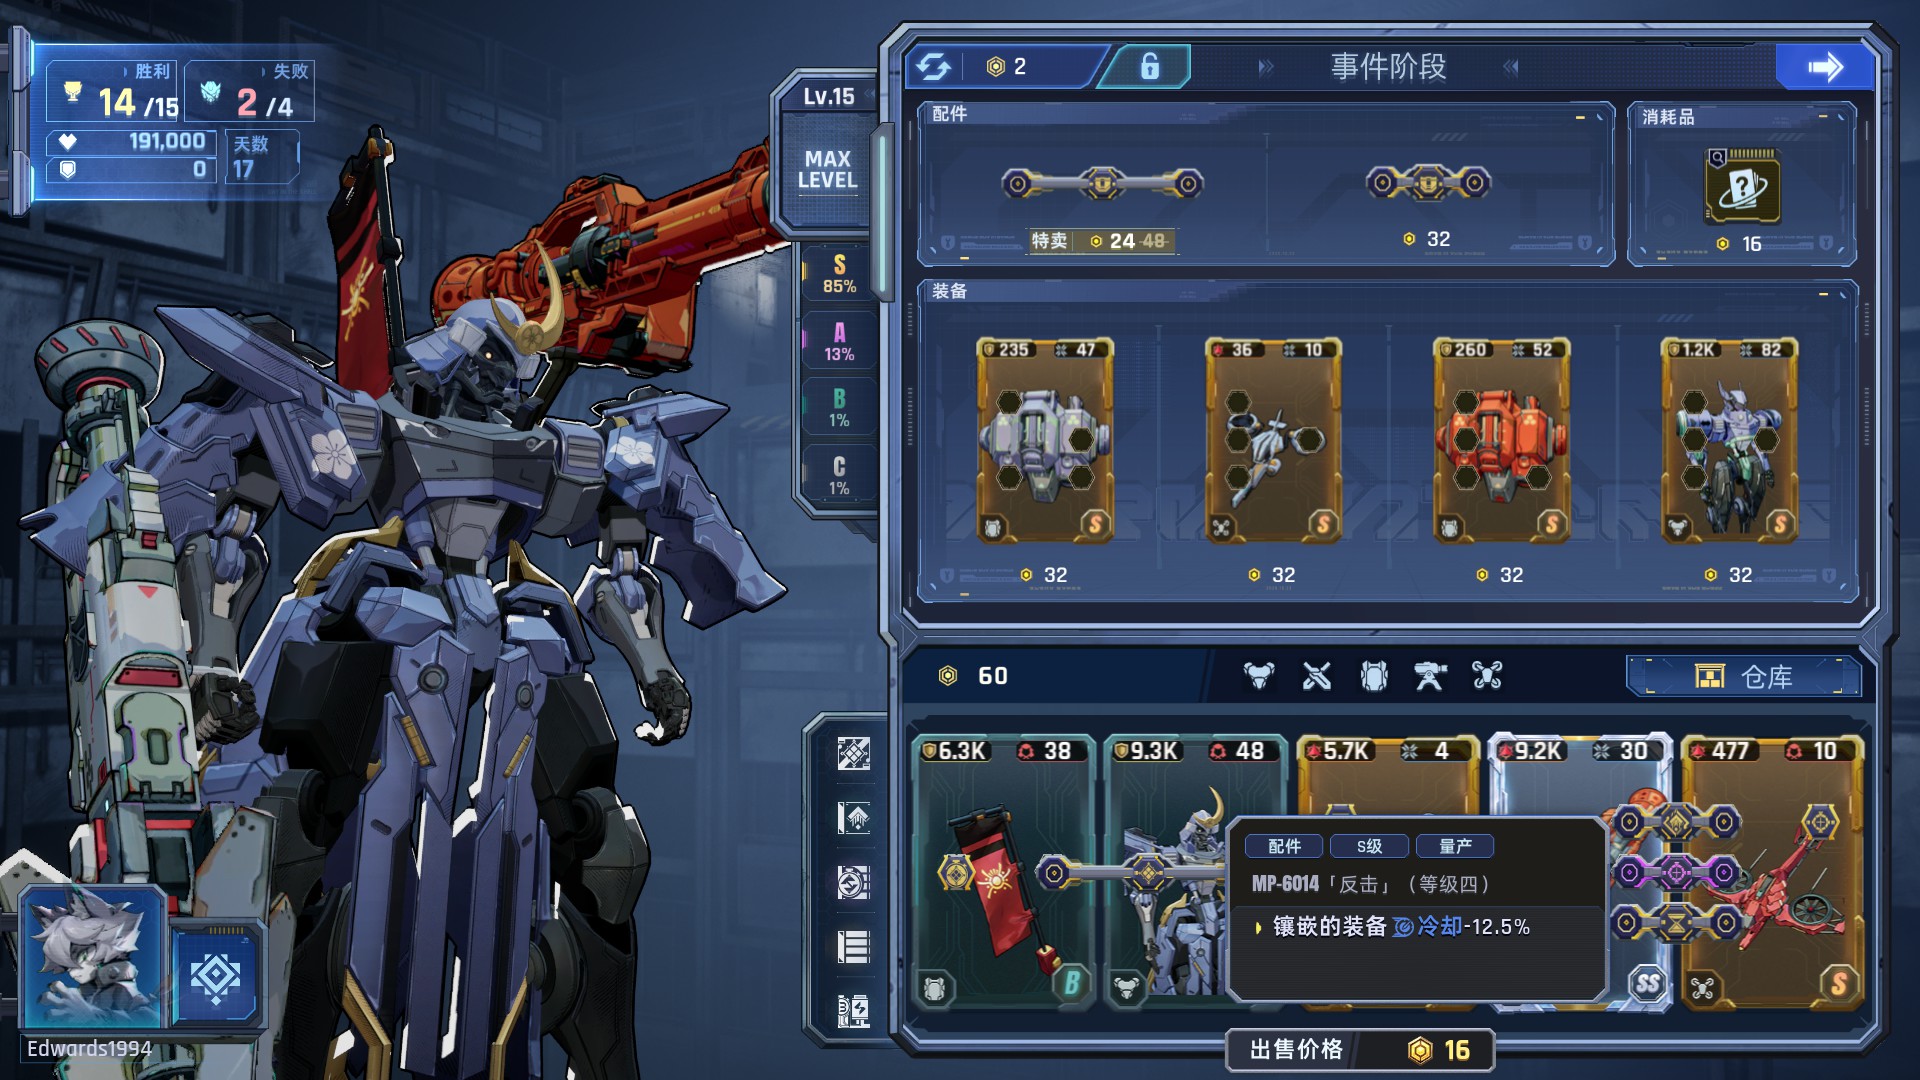 胜利
14/15
失败
2/4
191,000
0
天数
17
Lv.15
MAX
LEVEL
S
85%
A
13%
B
1%
C
1%
2
事件阶段
配件
特卖 24 48
32
消耗品
16
装备
235 47
36 10
260 52
1.2K 82
S
S
S
S
32
32
32
32
60
仓库
6.3K 38
9.3K 48
5.7K 4
9.2K 30
477 10
B
SS
S
配件 S级 量产
MP-6014「反击」（等级四）
镶嵌的装备冷却-12.5%
出售价格 16
Edwards1994